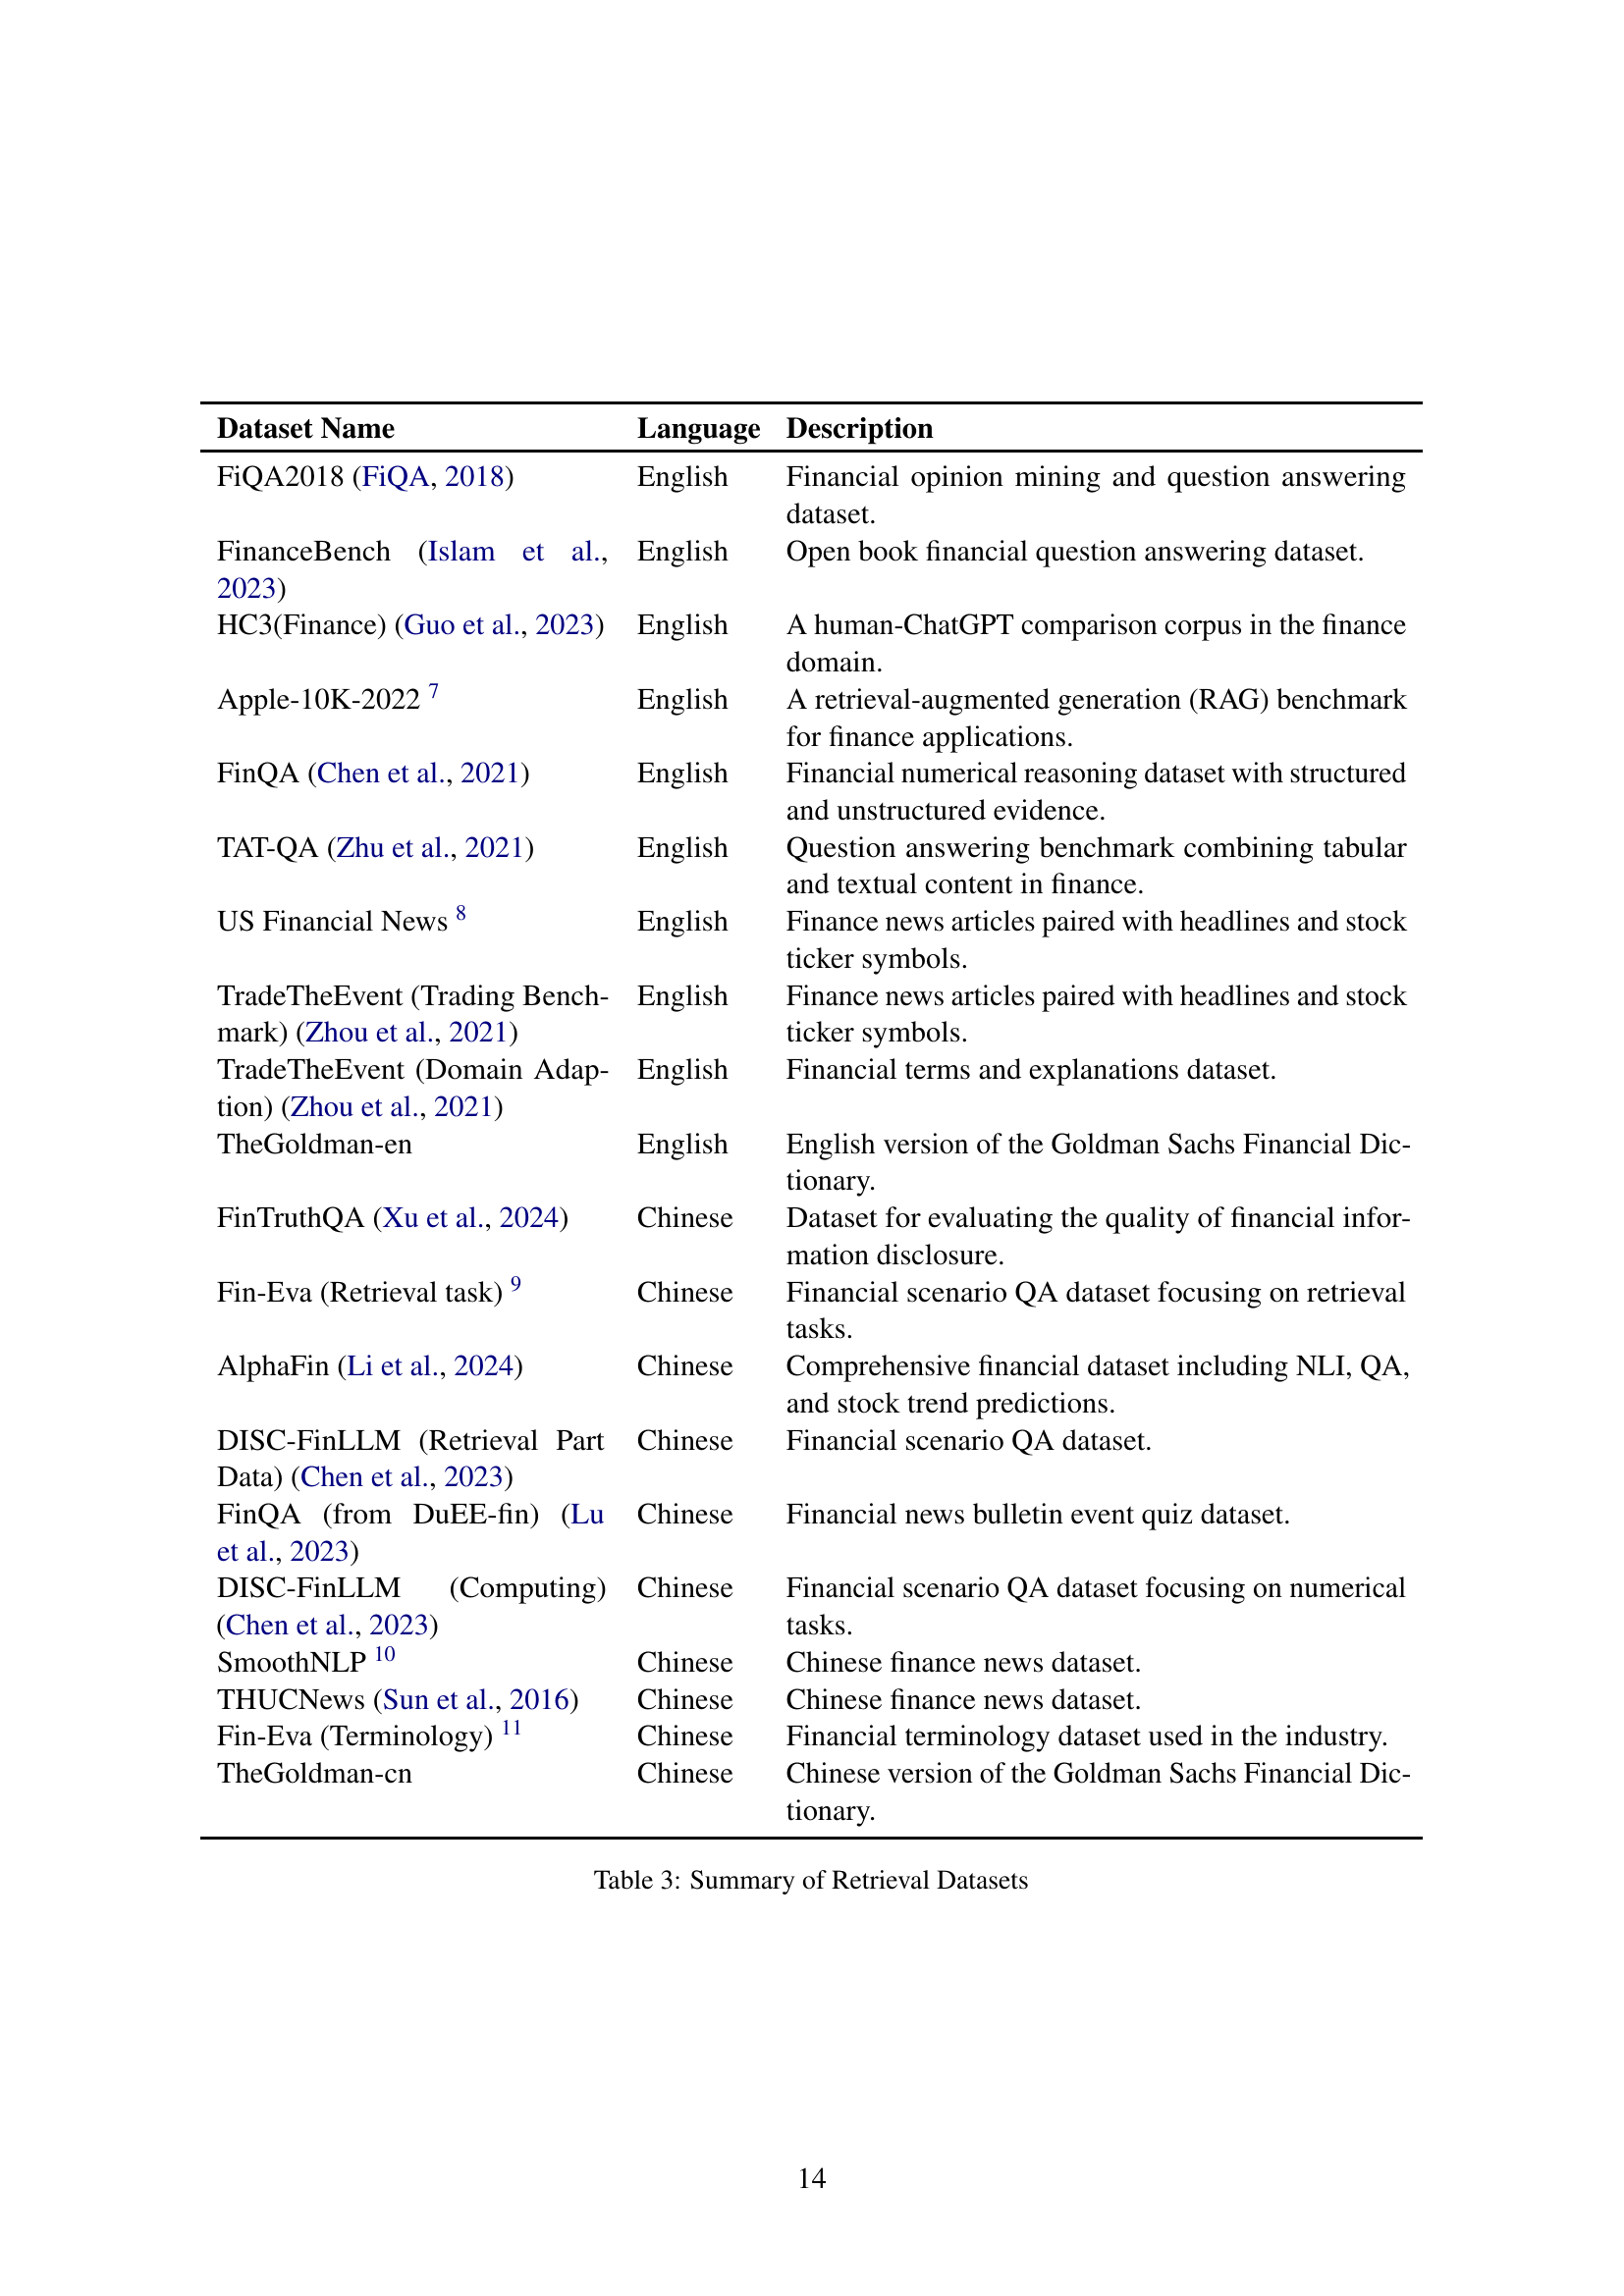 Dataset Name Language Description
FiQA2018 (FiQA, 2018) English Financial opinion mining and question answering
dataset.
FinanceBench (Islam et al., English Open book financial question answering dataset.
2023)
HC3(Finance) (Guo et al., 2023) English A human-ChatGPT comparison corpus in the finance
domain.
Apple-10K-2022 7 English A retrieval-augmented generation (RAG) benchmark
for finance applications.
FinQA (Chen et al., 2021) English Financial numerical reasoning dataset with structured
and unstructured evidence.
TAT-QA (Zhu et al., 2021) English Question answering benchmark combining tabular
and textual content in finance.
US Financial News 8 English Finance news articles paired with headlines and stock
ticker symbols.
TradeTheEvent (Trading Bench- English Finance news articles paired with headlines and stock
mark) (Zhou et al., 2021) ticker symbols.
TradeTheEvent (Domain Adap- English Financial terms and explanations dataset.
tion) (Zhou et al., 2021)
TheGoldman-en English English version of the Goldman Sachs Financial Dic-
tionary.
FinTruthQA (Xu et al., 2024) Chinese Dataset for evaluating the quality of financial infor-
mation disclosure.
Fin-Eva (Retrieval task) 9 Chinese Financial scenario QA dataset focusing on retrieval
tasks.
AlphaFin (Li et al., 2024) Chinese Comprehensive financial dataset including NLI, QA,
and stock trend predictions.
DISC-FinLLM (Retrieval Part Chinese Financial scenario QA dataset.
Data) (Chen et al., 2023)
FinQA (from DuEE-fin) (Lu Chinese Financial news bulletin event quiz dataset.
et al., 2023)
DISC-FinLLM (Computing) Chinese Financial scenario QA dataset focusing on numerical
(Chen et al., 2023) tasks.
SmoothNLP 10 Chinese Chinese finance news dataset.
THUCNews (Sun et al., 2016) Chinese Chinese finance news dataset.
Fin-Eva (Terminology) 11 Chinese Financial terminology dataset used in the industry.
TheGoldman-cn Chinese Chinese version of the Goldman Sachs Financial Dic-
tionary.
Table 3: Summary of Retrieval Datasets
14